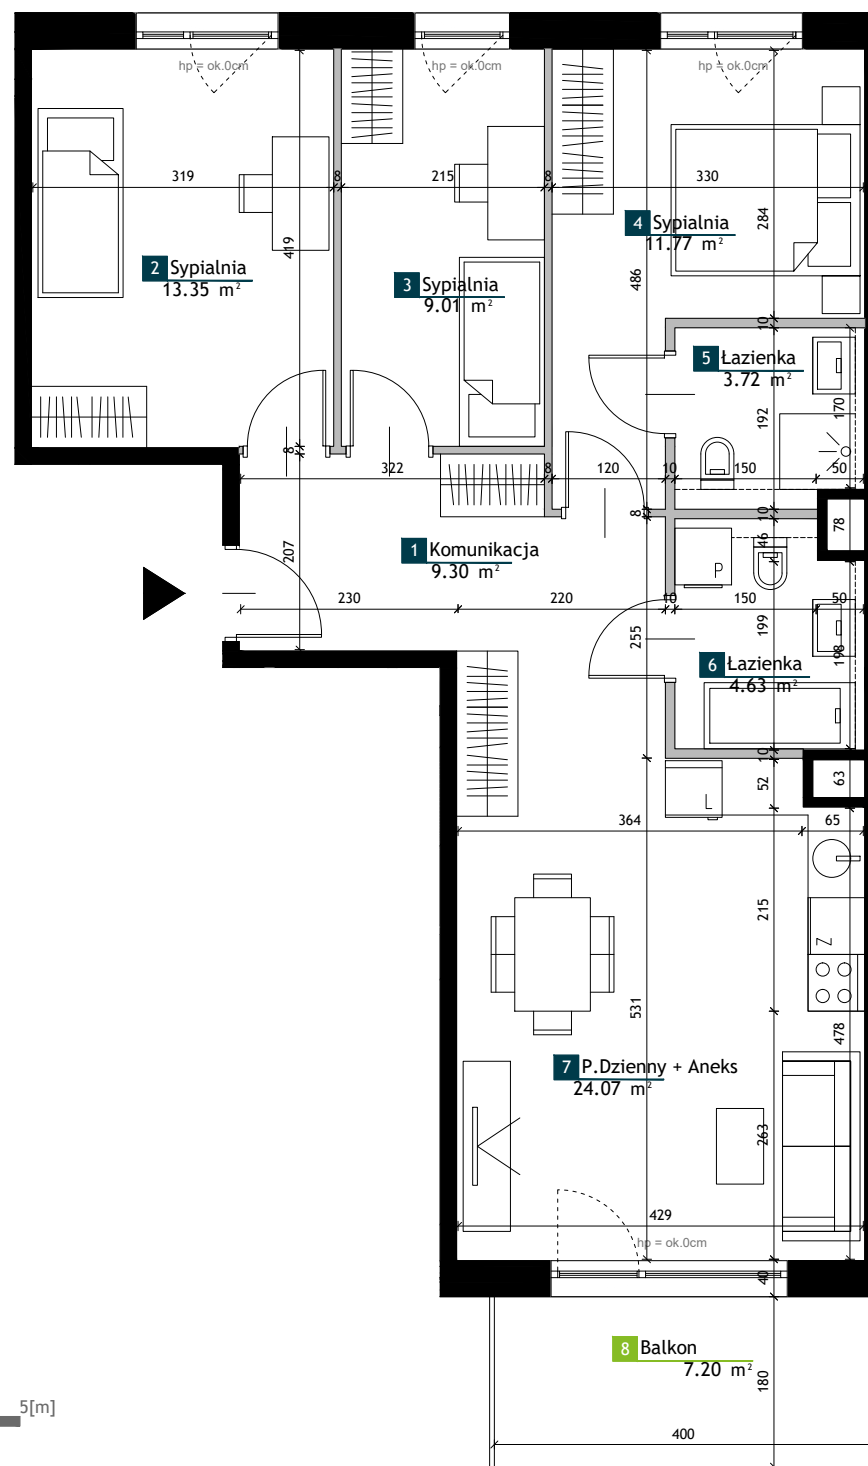 hp = ok.0cm
hp = ok.0cm
hp = ok.0cm
319
8
215
8
330
419
486
284
2 Sypialnia
13.35 m²
3 Sypialnia
9.01 m²
4 Sypialnia
11.77 m²
10
5 Łazienka
3.72 m²
192
170
8
322
8
120
10
150
50
207
8
10
46
78
1 Komunikacja
9.30 m²
P
230
220
10
150
50
255
199
198
6 Łazienka
4.63 m²
10
52
63
L
364
65
215
Z
531
478
7 P.Dzienny + Aneks
24.07 m²
263
429
hp = ok.0cm
40
8 Balkon
7.20 m²
180
5[m]
400